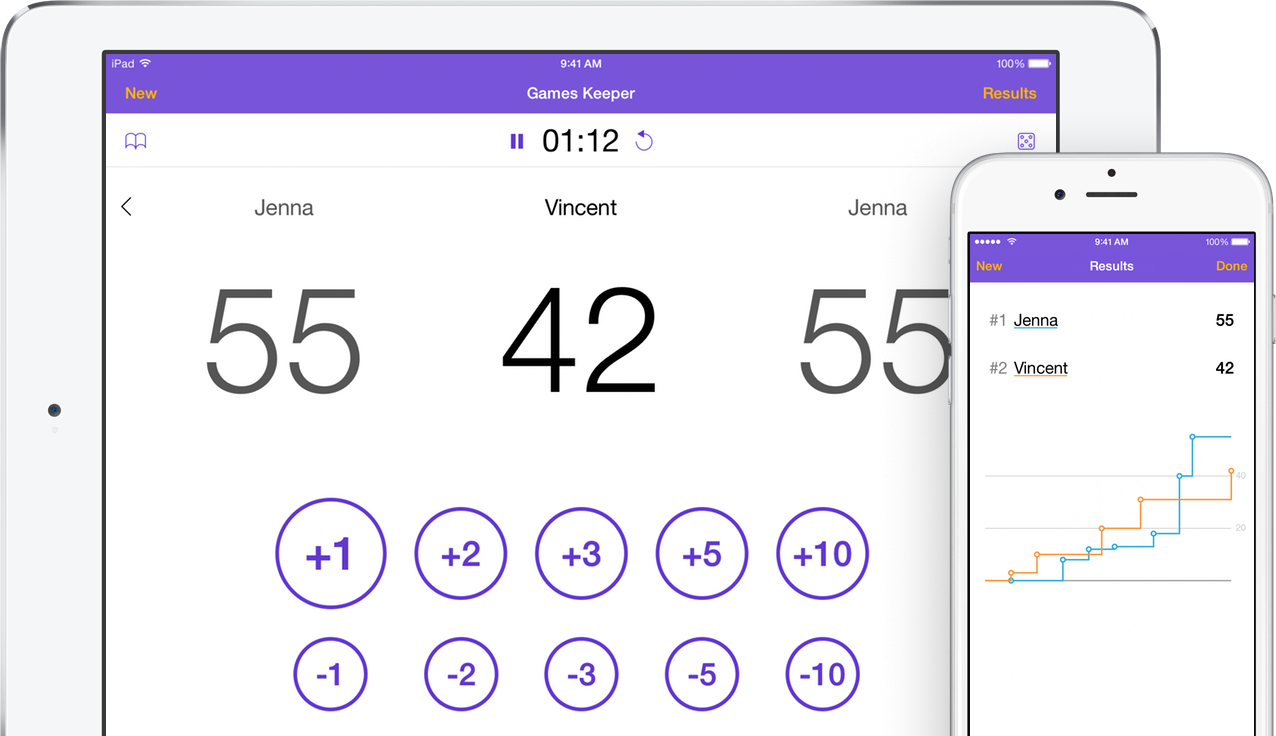 iPad 9:41 AM 100%
New Games Keeper Results
01:12
Jenna Vincent Jenna
55 42 55
+1 +2 +3 +5 +10
-1 -2 -3 -5 -10
9:41 AM 100%
New Results Done
#1 Jenna 55
#2 Vincent 42
40
20